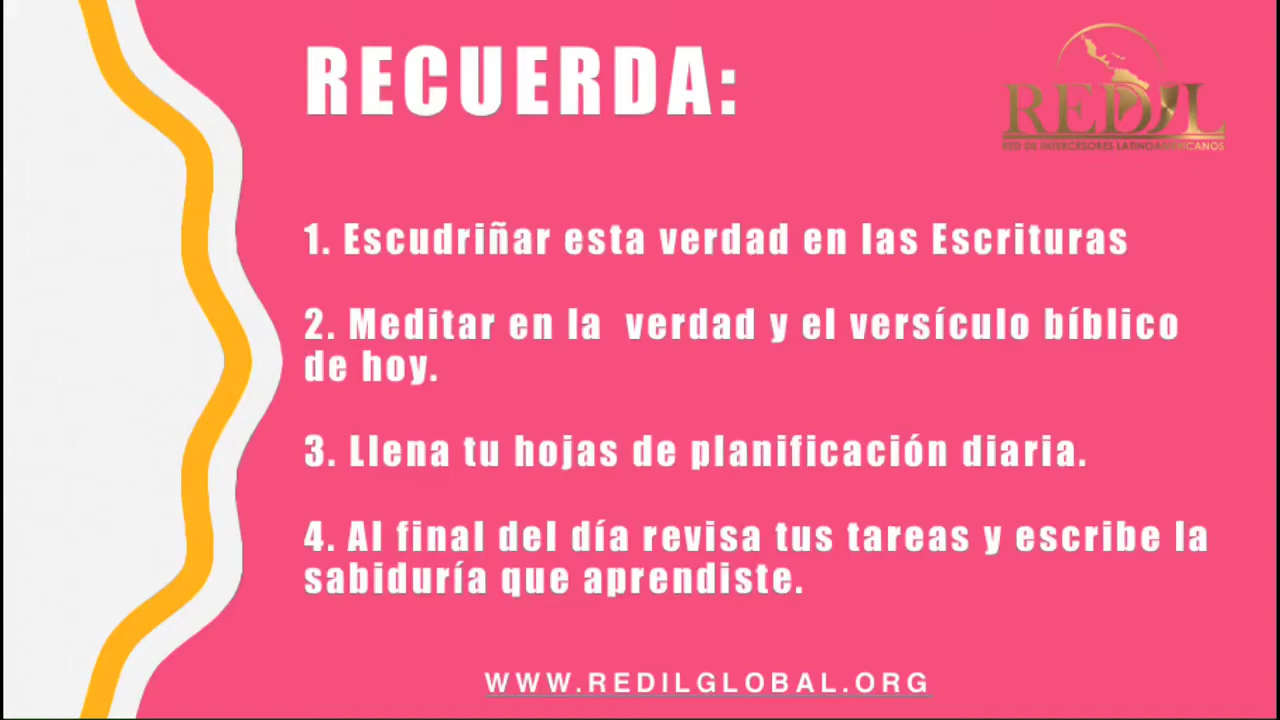 RECUERDA:
REDIL
RED DE INTERCESORES LATINOAMERICANOS
1. Escudriñar esta verdad en las Escrituras
2. Meditar en la verdad y el versículo bíblico
de hoy.
3. Llena tu hojas de planificación diaria.
4. Al final del día revisa tus tareas y escribe la
sabiduría que aprendiste.
WWW.REDILGLOBAL.ORG